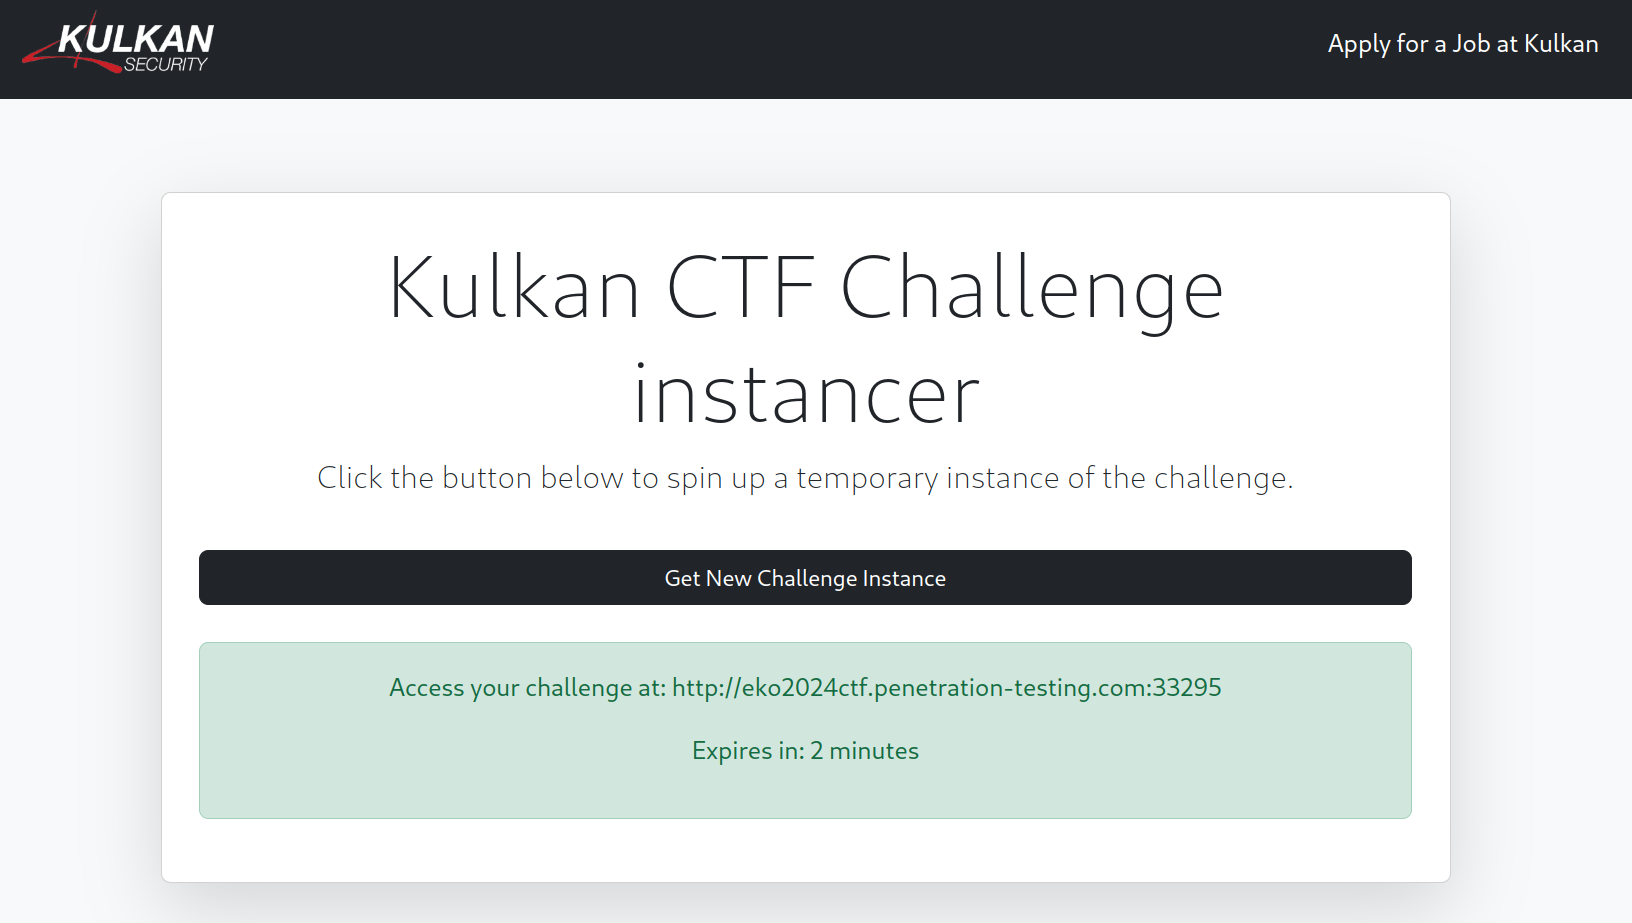 KULKAN
SECURITY
Apply for a Job at Kulkan
Kulkan CTF Challenge
instancer
Click the button below to spin up a temporary instance of the challenge.
Get New Challenge Instance
Access your challenge at: http://eko2024ctf.penetration-testing.com:33295
Expires in: 2 minutes